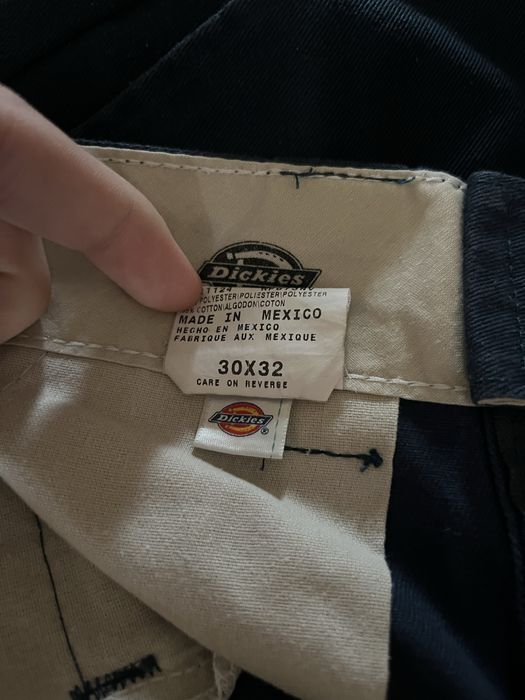 Dickies
1124
POLYESTER|POLIESTER|POLYESTER
% COTTON|ALGODON|COTON
MADE IN MEXICO
HECHO EN MEXICO
FABRIQUE AUX MEXIQUE
30X32
CARE ON REVERSE
Dickies®